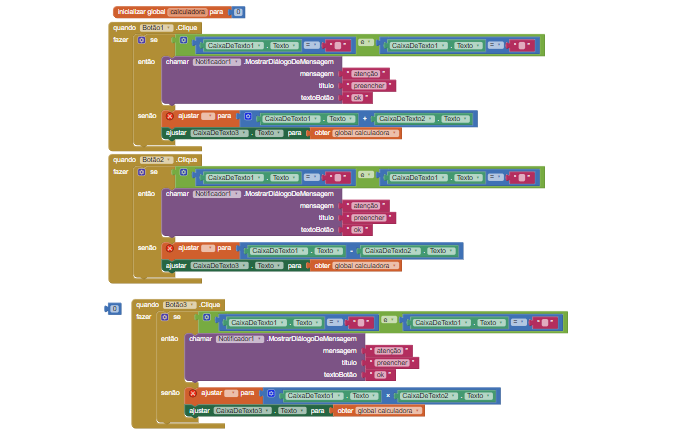 inicializar global calculadora para 0
quando Botão1 .Clique
fazer se CaixaDeTexto1 . Texto = " " e CaixaDeTexto1 . Texto = " "
então chamar Notificador1 .MostrarDiálogoDeMensagem
mensagem " atenção "
título " preencher "
textoBotão " ok "
senão ajustar para CaixaDeTexto1 . Texto + CaixaDeTexto2 . Texto
ajustar CaixaDeTexto3 . Texto para obter global calculadora
quando Botão2 .Clique
fazer se CaixaDeTexto1 . Texto = " " e CaixaDeTexto1 . Texto = " "
então chamar Notificador1 .MostrarDiálogoDeMensagem
mensagem " atenção "
título " preencher "
textoBotão " ok "
senão ajustar para CaixaDeTexto1 . Texto - CaixaDeTexto2 . Texto
ajustar CaixaDeTexto3 . Texto para obter global calculadora
0 quando Botão3 .Clique
fazer se CaixaDeTexto1 . Texto = " " e CaixaDeTexto1 . Texto = " "
então chamar Notificador1 .MostrarDiálogoDeMensagem
mensagem " atenção "
título " preencher "
textoBotão " ok "
senão ajustar para CaixaDeTexto1 . Texto × CaixaDeTexto2 . Texto
ajustar CaixaDeTexto3 . Texto para obter global calculadora